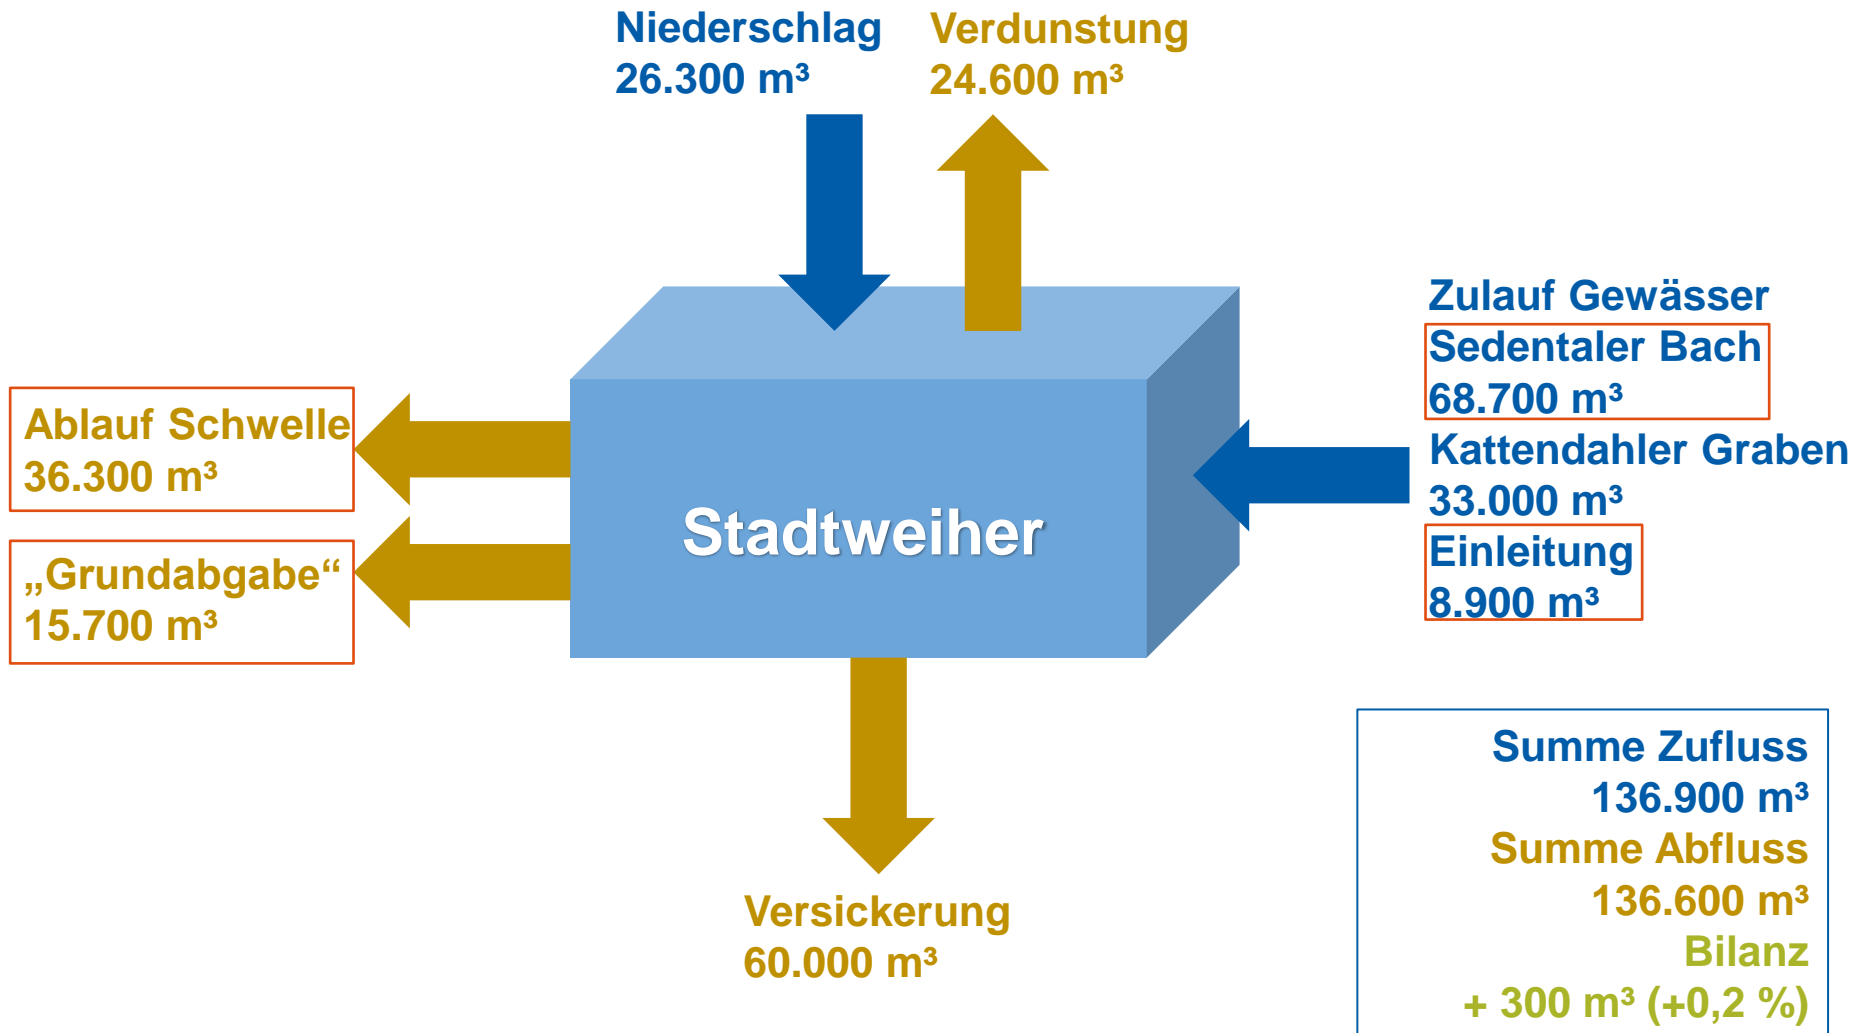 Niederschlag
26.300 m³
Verdunstung
24.600 m³
Zulauf Gewässer
Sedentaler Bach
68.700 m³
Kattendahler Graben
33.000 m³
Einleitung
8.900 m³
Ablauf Schwelle
36.300 m³
„Grundabgabe“
15.700 m³
Stadtweiher
Versickerung
60.000 m³
Summe Zufluss
136.900 m³
Summe Abfluss
136.600 m³
Bilanz
+ 300 m³ (+0,2 %)